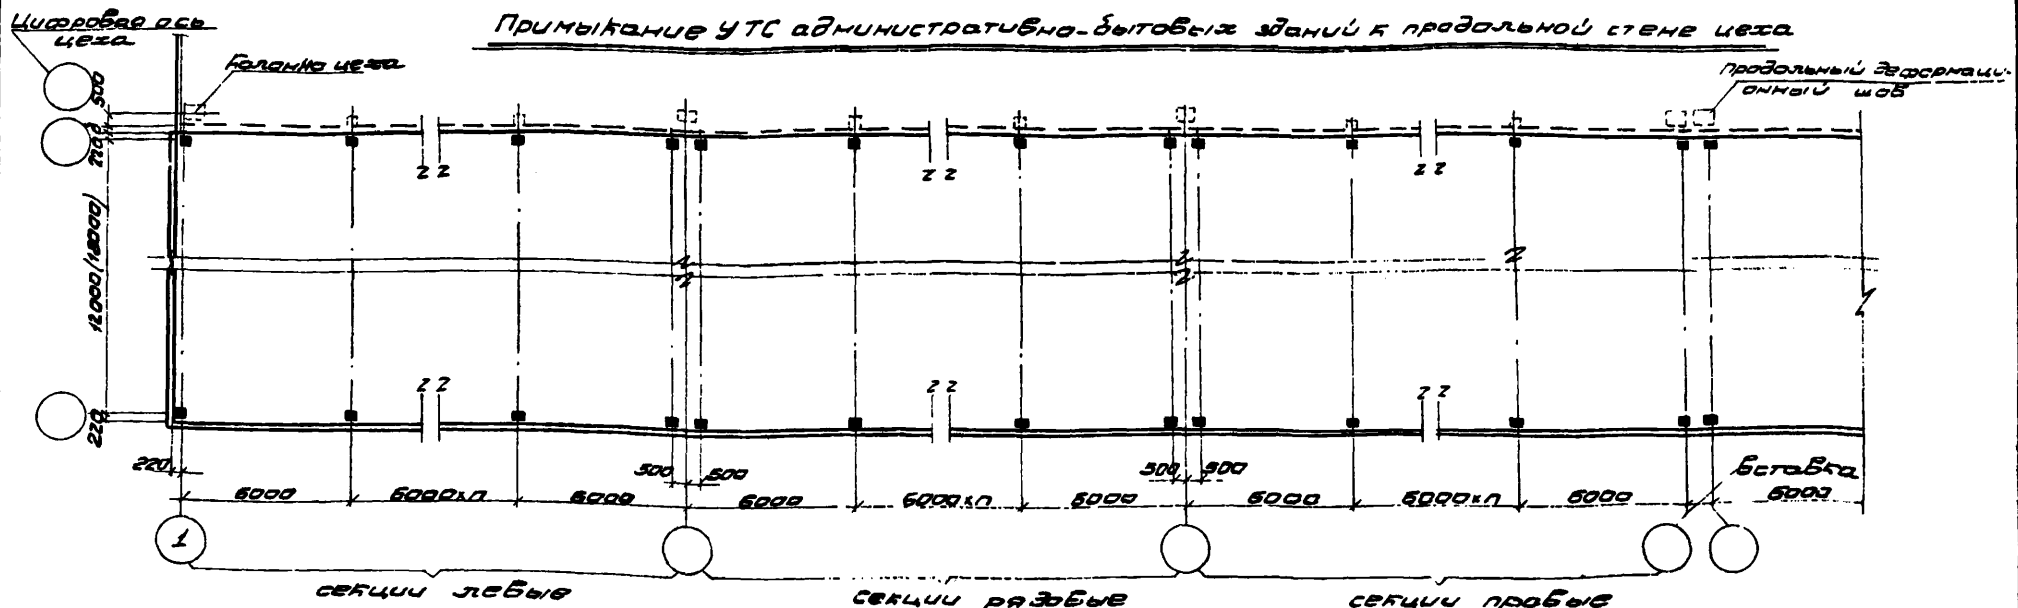 Цифровая ось
цеха
Примыкание УТС административно-бытовых зданий к продольной стене цеха
Колонна цеха
продольный деформаци-
онный шов
500
220
12000(18000)
220
220
500
500
500
500
Вставка
6000
6000хп
6000
6000
6000хп
6000
6000
6000хп
6000
6000
1
секции левые
секции рядовые
секции правые